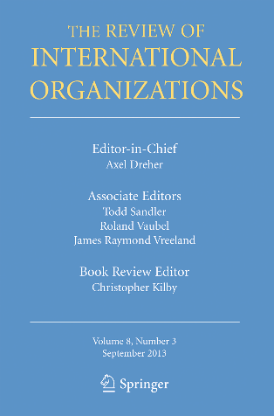 THE REVIEW OF
INTERNATIONAL
ORGANIZATIONS
Editor-in-Chief
Axel Dreher
Associate Editors
Todd Sandler
Roland Vaubel
James Raymond Vreeland
Book Review Editor
Christopher Kilby
Volume 8, Number 3
September 2013
Springer